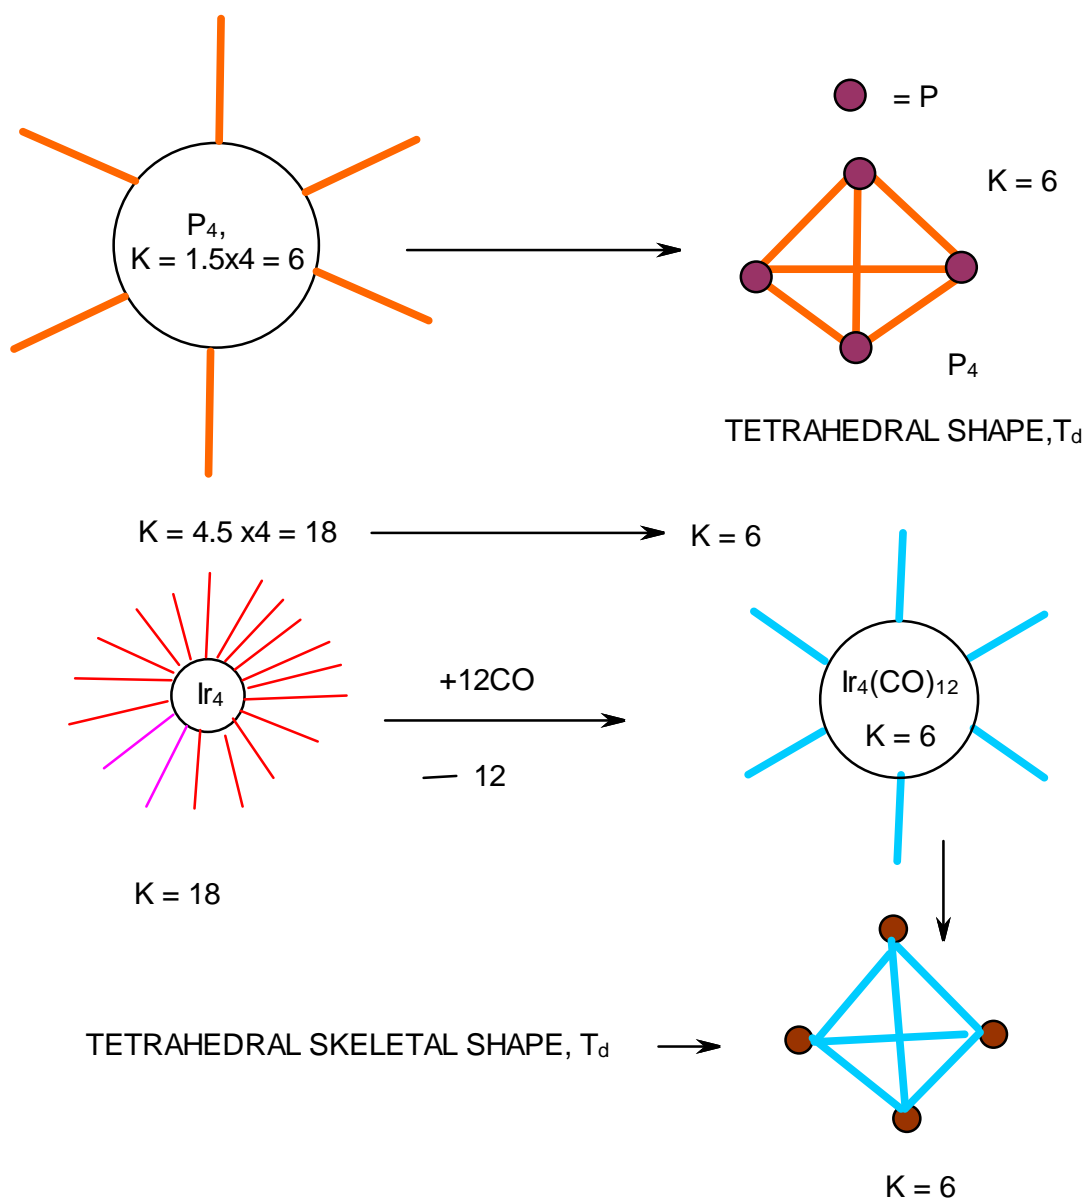 = P
K = 6
P₄,
K = 1.5x4 = 6
P₄
TETRAHEDRAL SHAPE,Td
K = 4.5 x4 = 18
K = 6
Ir₄
+12CO
— 12
Ir₄(CO)₁₂
K = 6
K = 18
TETRAHEDRAL SKELETAL SHAPE, Td
K = 6